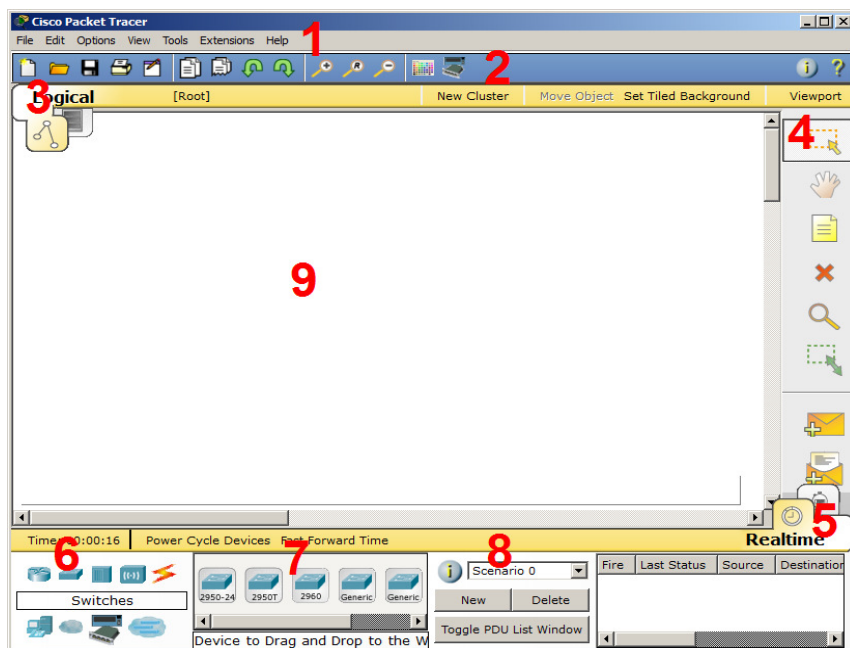 Cisco Packet Tracer
File Edit Options View Tools Extensions Help
1
2
3
Logical [Root] New Cluster Move Object Set Tiled Background Viewport
4
9
5
Time: 00:00:16 Power Cycle Devices Fast Forward Time Realtime
6
7
8
Scenario 0
Fire Last Status Source Destination
Switches
2950-24 2950T 2960 Generic Generic
New Delete
Toggle PDU List Window
Device to Drag and Drop to the W